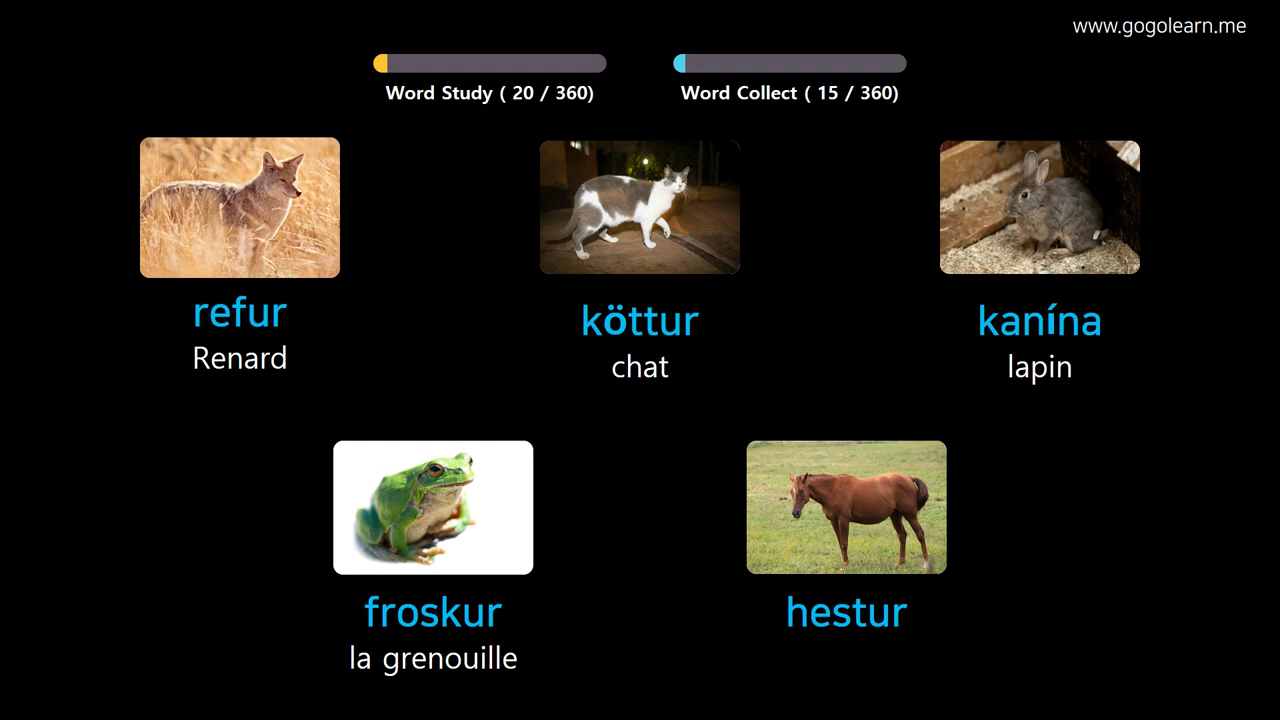 www.gogolearn.me
Word Study ( 20 / 360)
Word Collect ( 15 / 360)
refur
Renard
köttur
chat
kanína
lapin
froskur
la grenouille
hestur